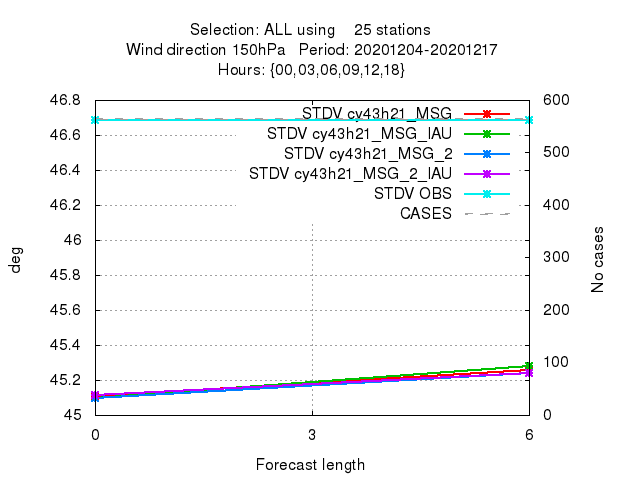 Selection: ALL using 25 stations
Wind direction 150hPa Period: 20201204-20201217
Hours: {00,03,06,09,12,18}
46.8
46.6
46.4
46.2
46
45.8
45.6
45.4
45.2
45
deg
600
500
400
300
200
100
0
No cases
STDV cy43h21_MSG
STDV cy43h21_MSG_IAU
STDV cy43h21_MSG_2
STDV cy43h21_MSG_2_IAU
STDV OBS
CASES
0 3 6
Forecast length